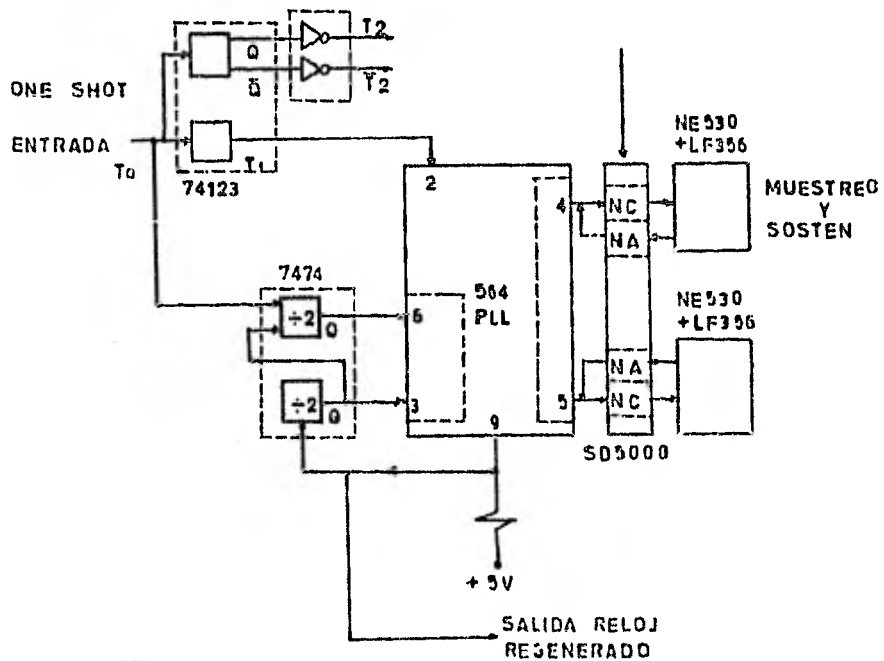 ONE SHOT
ENTRADA
To
Q
Q̄
T2
T̄2
T1
74123
2
NE530
+LF356
MUESTREO
Y
SOSTEN
4
NC
NA
7474
÷2
Q
6
564
PLL
NE530
+LF356
÷2
Q
3
5
NA
NC
9
SD5000
+5V
SALIDA RELOJ
REGENERADO